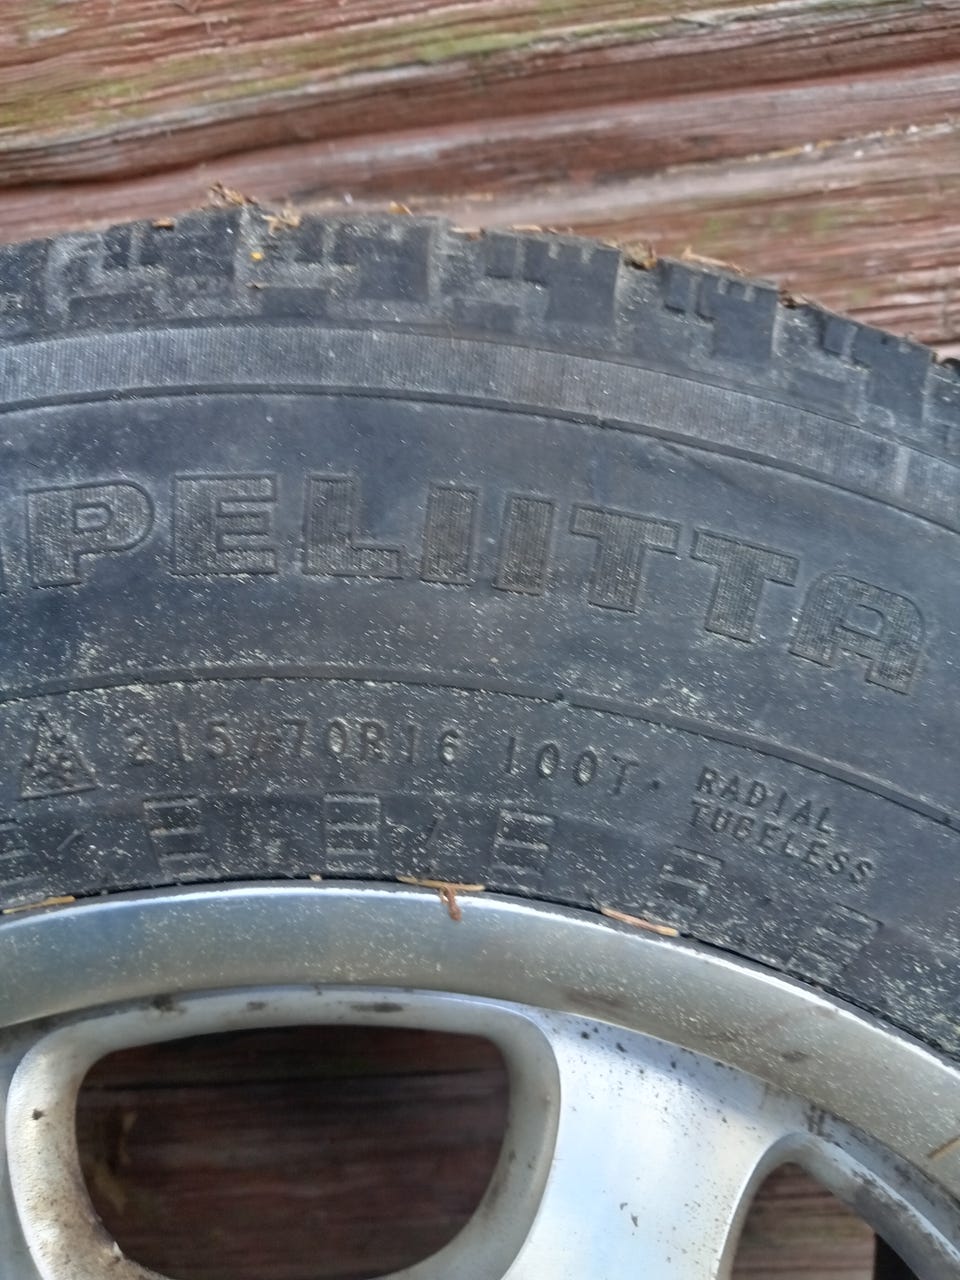 PELIITTA
215/70R16 100T
RADIAL
TUBELESS